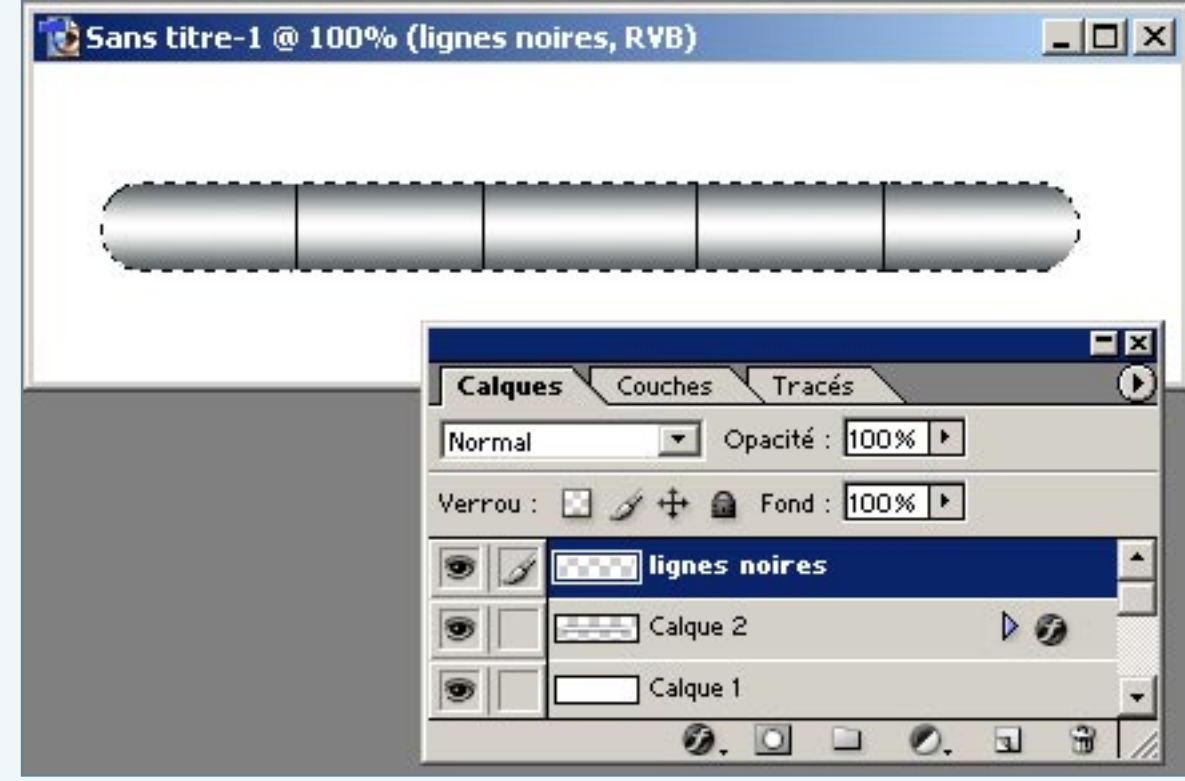 Sans titre-1 @ 100% (lignes noires, RVB)
Calques Couches Tracés
Normal Opacité : 100%
Verrou : Fond : 100%
lignes noires
Calque 2
Calque 1